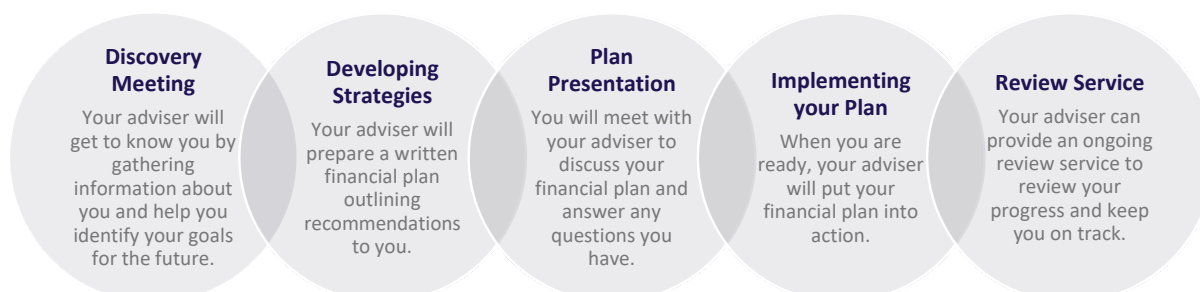 Discovery
Meeting
Your adviser will
get to know you by
gathering
information about
you and help you
identify your goals
for the future.
Developing
Strategies
Your adviser will
prepare a written
financial plan
outlining
recommendations
to you.
Plan
Presentation
You will meet with
your adviser to
discuss your
financial plan and
answer any
questions you
have.
Implementing
your Plan
When you are
ready, your adviser
will put your
financial plan into
action.
Review Service
Your adviser can
provide an ongoing
review service to
review your
progress and keep
you on track.